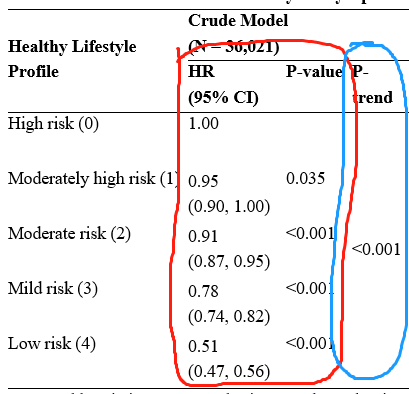 Crude Model
Healthy Lifestyle (N = 36,021)
Profile HR P-value P-
(95% CI) trend
High risk (0) 1.00
Moderately high risk (1) 0.95 0.035
(0.90, 1.00)
Moderate risk (2) 0.91 <0.001
(0.87, 0.95) <0.001
Mild risk (3) 0.78 <0.001
(0.74, 0.82)
Low risk (4) 0.51 <0.001
(0.47, 0.56)